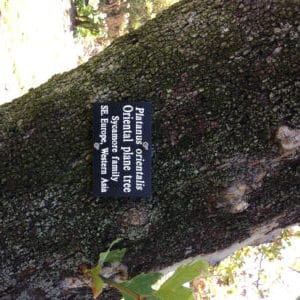 Platanus orientalis
Oriental plane tree
Sycamore family
SE. Europe, Western Asia